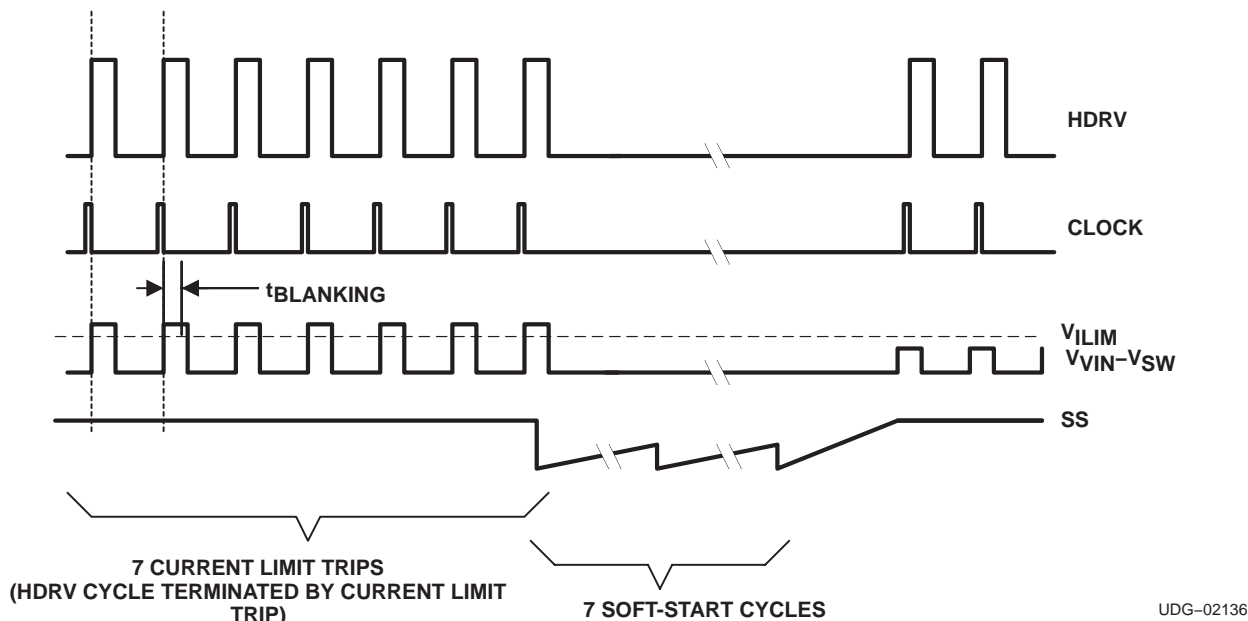 HDRV
CLOCK
tBLANKING
VILIM
VVIN–VSW
SS
7 CURRENT LIMIT TRIPS
(HDRV CYCLE TERMINATED BY CURRENT LIMIT
TRIP)
7 SOFT-START CYCLES
UDG–02136